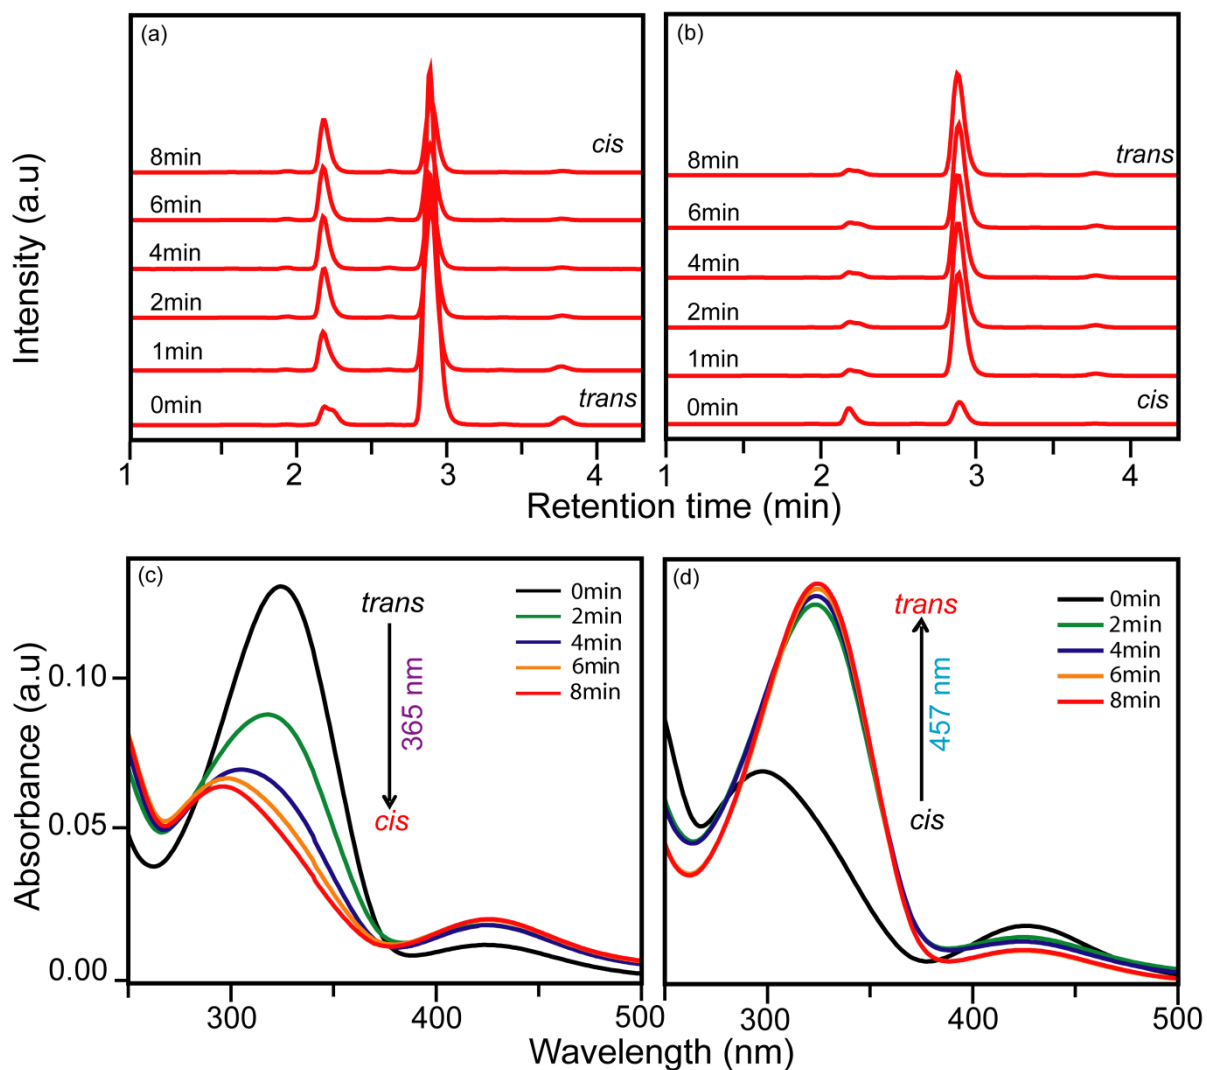 (a)
cis
8min
6min
4min
2min
1min
0min
trans
1
2
3
4
(b)
8min
trans
6min
4min
2min
1min
0min
cis
1
2
3
4
Intensity (a.u)
Retention time (min)
(c)
trans
365 nm
cis
0min
2min
4min
6min
8min
0.10
0.05
0.00
300
400
500
(d)
trans
457 nm
cis
0min
2min
4min
6min
8min
300
400
500
Absorbance (a.u)
Wavelength (nm)